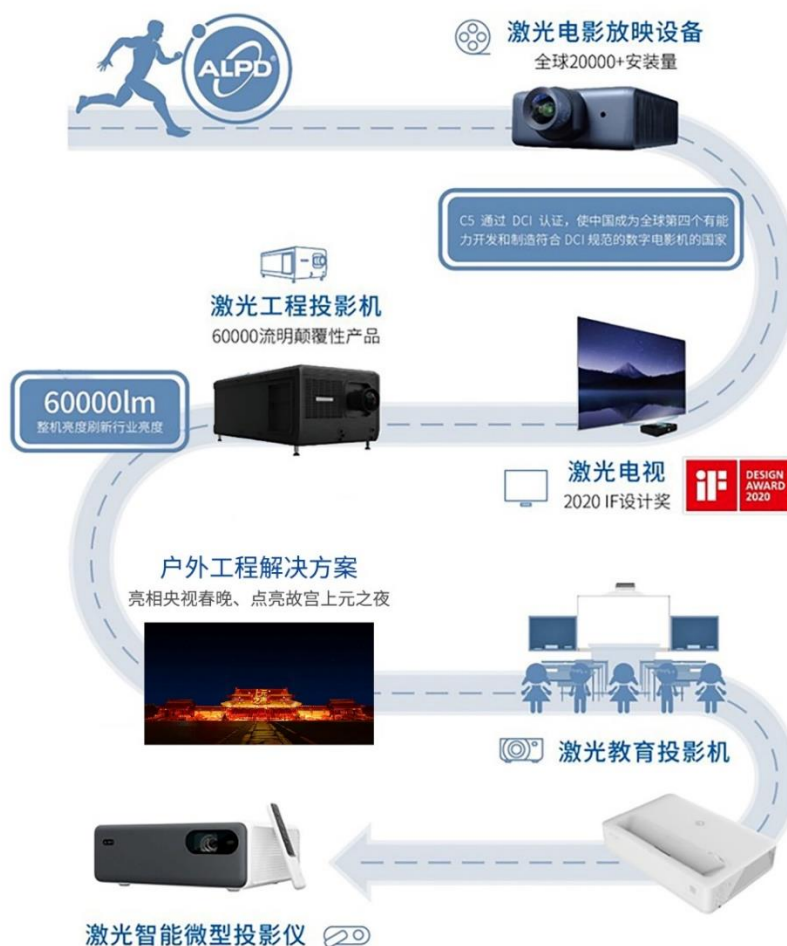 ALPD®
激光电影放映设备
全球20000+安装量
C5 通过 DCI 认证，使中国成为全球第四个有能
力开发和制造符合 DCI 规范的数字电影机的国家
激光工程投影机
60000流明颠覆性产品
60000lm
整机亮度刷新行业亮度
激光电视
2020 IF设计奖
iF
DESIGN
AWARD
2020
户外工程解决方案
亮相央视春晚、点亮故宫上元之夜
激光教育投影机
激光智能微型投影仪